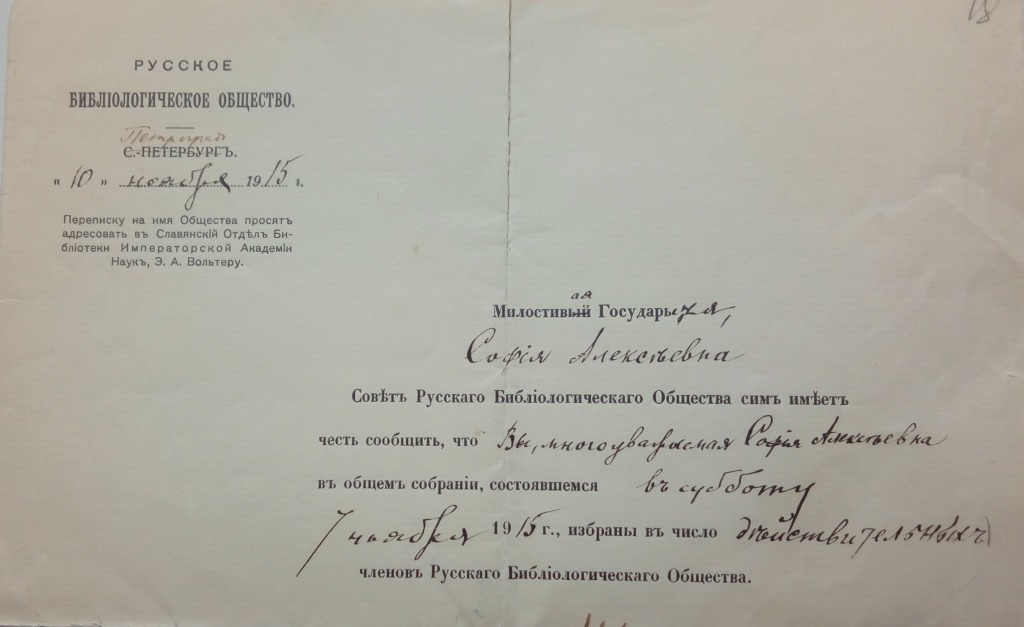 18
РУССКОЕ
БИБЛІОЛОГИЧЕСКОЕ ОБЩЕСТВО.
Петроград
С.-ПЕТЕРБУРГЪ.
„ 10 " ноября 1915 г.
Переписку на имя Общества просятъ
адресовать въ Славянскій Отдѣлъ Би-
бліотеки Императорской Академіи
Наукъ, Э. А. Вольтеру.
ая
Милостивый Государыня,
Софія Алексѣевна
Совѣтъ Русскаго Библіологическаго Общества симъ имѣетъ
честь сообщить, что Вы, многоуважаемая Софія Алексѣевна
въ общемъ собраніи, состоявшемся въ субботу
7 ноября 1915 г., избраны въ число дѣйствительныхъ
членовъ Русскаго Библіологическаго Общества.